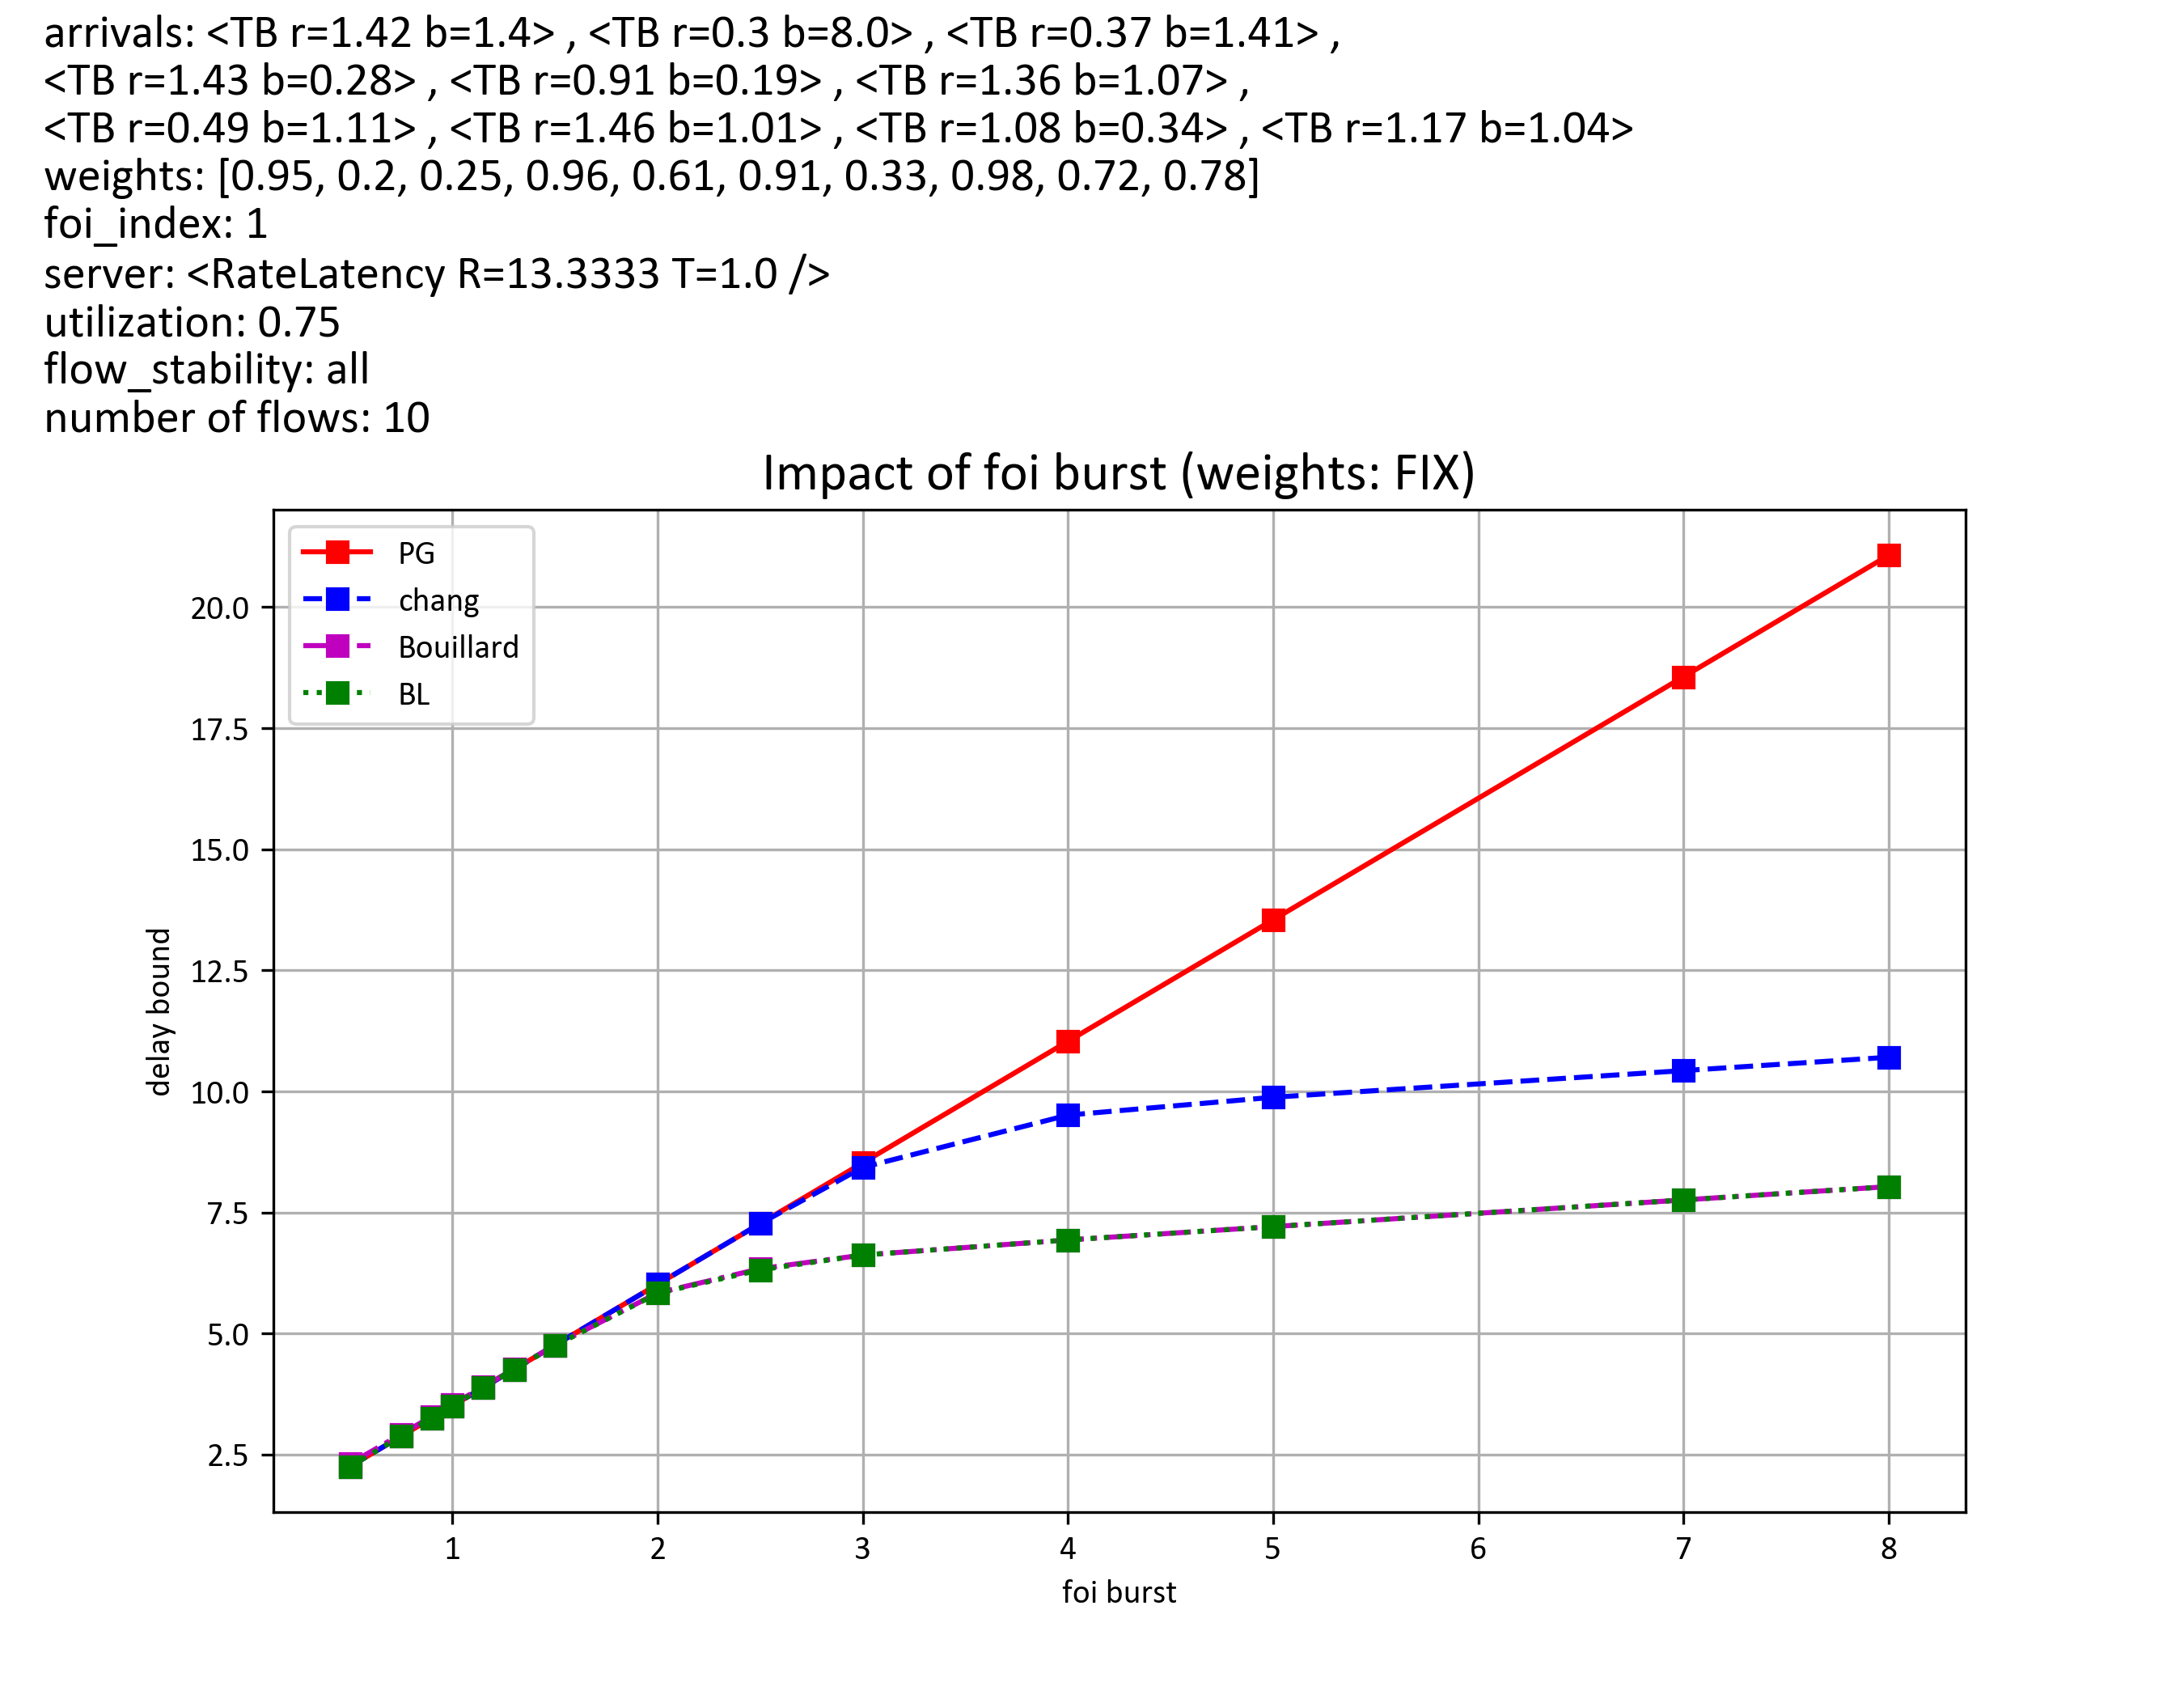 arrivals: <TB r=1.42 b=1.4> , <TB r=0.3 b=8.0> , <TB r=0.37 b=1.41> ,
<TB r=1.43 b=0.28> , <TB r=0.91 b=0.19> , <TB r=1.36 b=1.07> ,
<TB r=0.49 b=1.11> , <TB r=1.46 b=1.01> , <TB r=1.08 b=0.34> , <TB r=1.17 b=1.04>
weights: [0.95, 0.2, 0.25, 0.96, 0.61, 0.91, 0.33, 0.98, 0.72, 0.78]
foi_index: 1
server: <RateLatency R=13.3333 T=1.0 />
utilization: 0.75
flow_stability: all
number of flows: 10
Impact of foi burst (weights: FIX)
PG
chang
Bouillard
BL
20.0
17.5
15.0
12.5
10.0
7.5
5.0
2.5
delay bound
1 2 3 4 5 6 7 8
foi burst